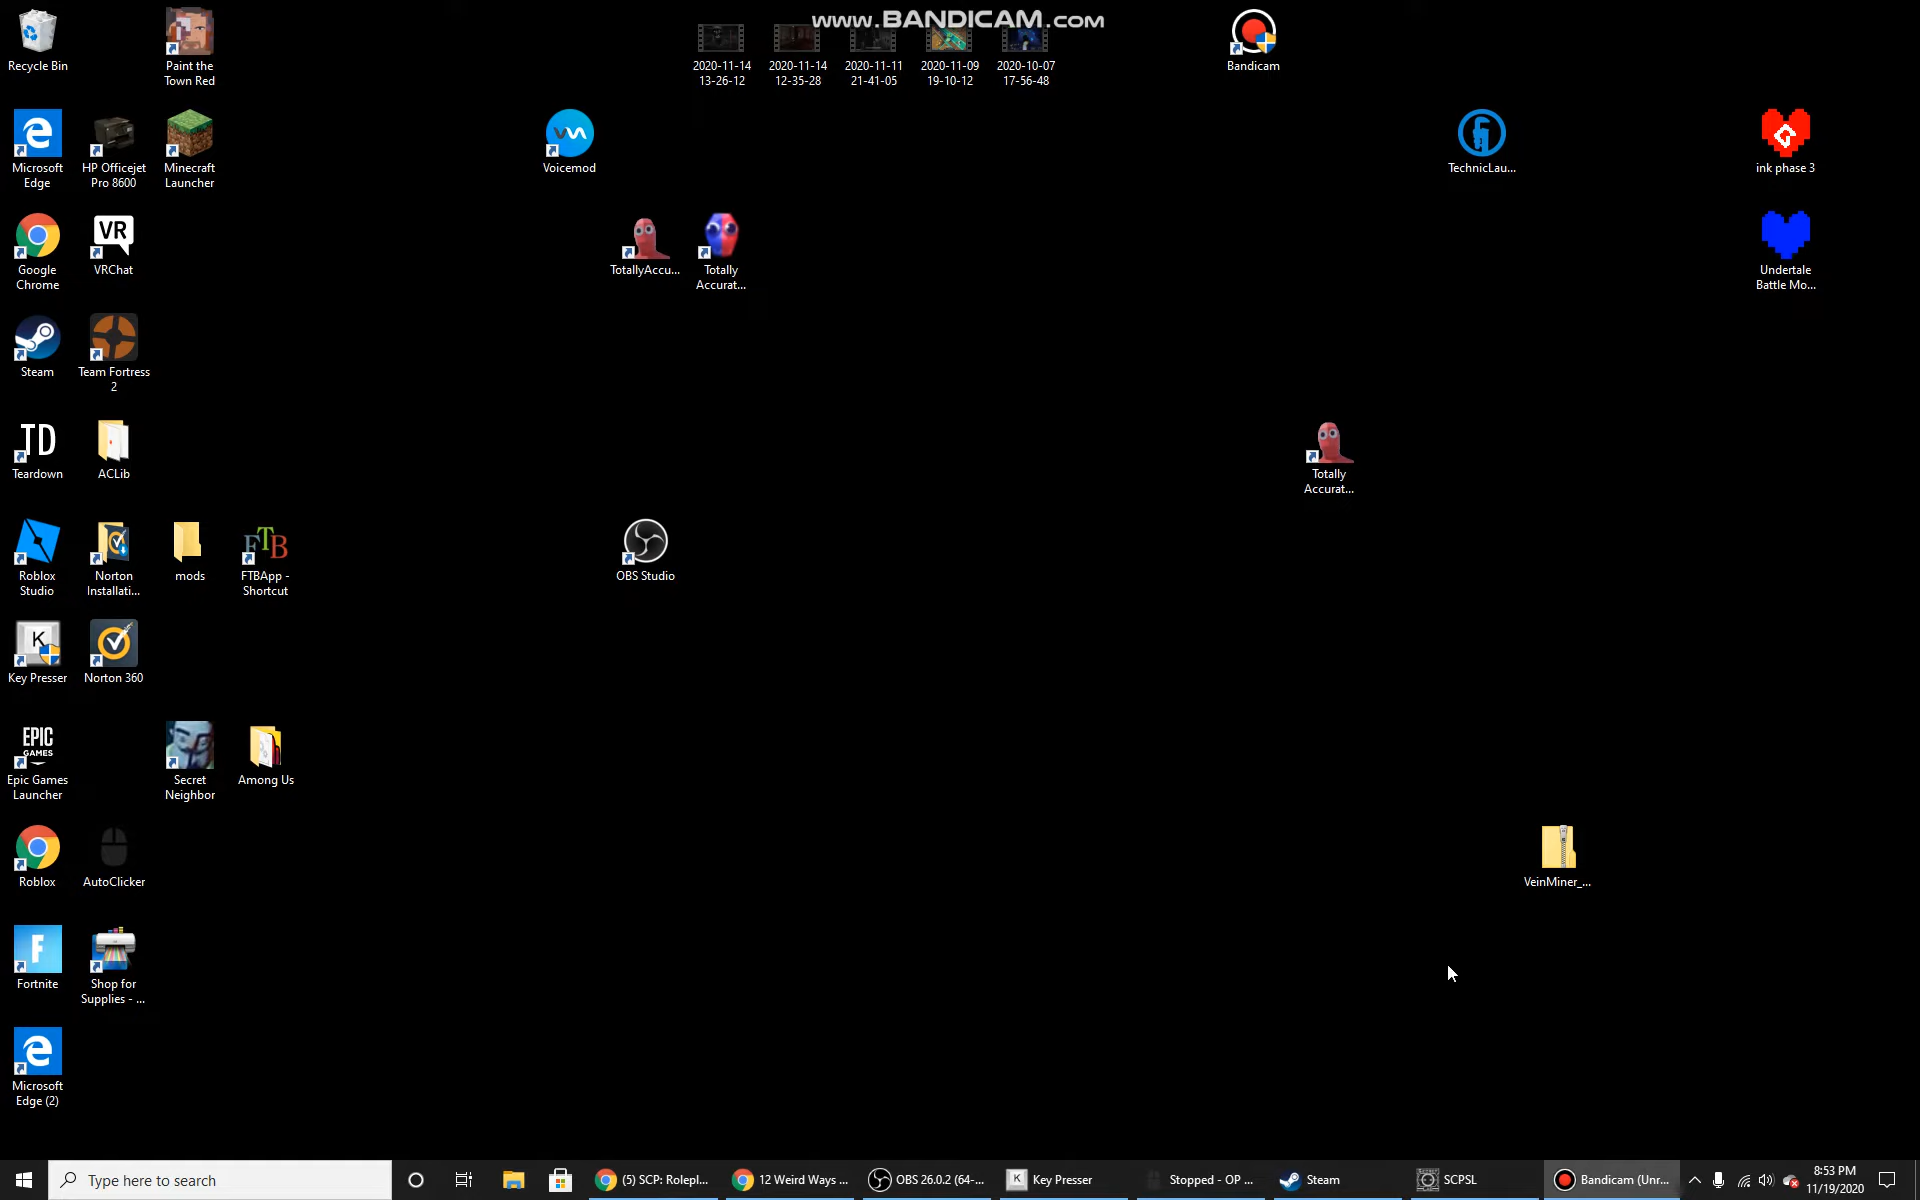 www.BANDICAM.com
Recycle Bin
Paint the
Town Red
2020-11-14
13-26-12
2020-11-14
12-35-28
2020-11-11
21-41-05
2020-11-09
19-10-12
2020-10-07
17-56-48
Bandicam
Microsoft
Edge
HP Officejet
Pro 8600
Minecraft
Launcher
Voicemod
TechnicLau...
ink phase 3
VR
Google
Chrome
VRChat
TotallyAccu...
Totally
Accurat...
Undertale
Battle Mo...
Steam
Team Fortress
2
TD
Teardown
ACLib
Totally
Accurat...
FTB
Roblox
Studio
Norton
Installati...
mods
FTBApp -
Shortcut
OBS Studio
K
Key Presser
Norton 360
EPIC
GAMES
Epic Games
Launcher
Secret
Neighbor
Among Us
Roblox
AutoClicker
VeinMiner_...
F
Fortnite
Shop for
Supplies - ...
Microsoft
Edge (2)
Type here to search
(5) SCP: Rolepl...
12 Weird Ways ...
OBS 26.0.2 (64-...
K
Key Presser
Stopped - OP ...
Steam
SCPSL
Bandicam (Unr...
8:53 PM
11/19/2020